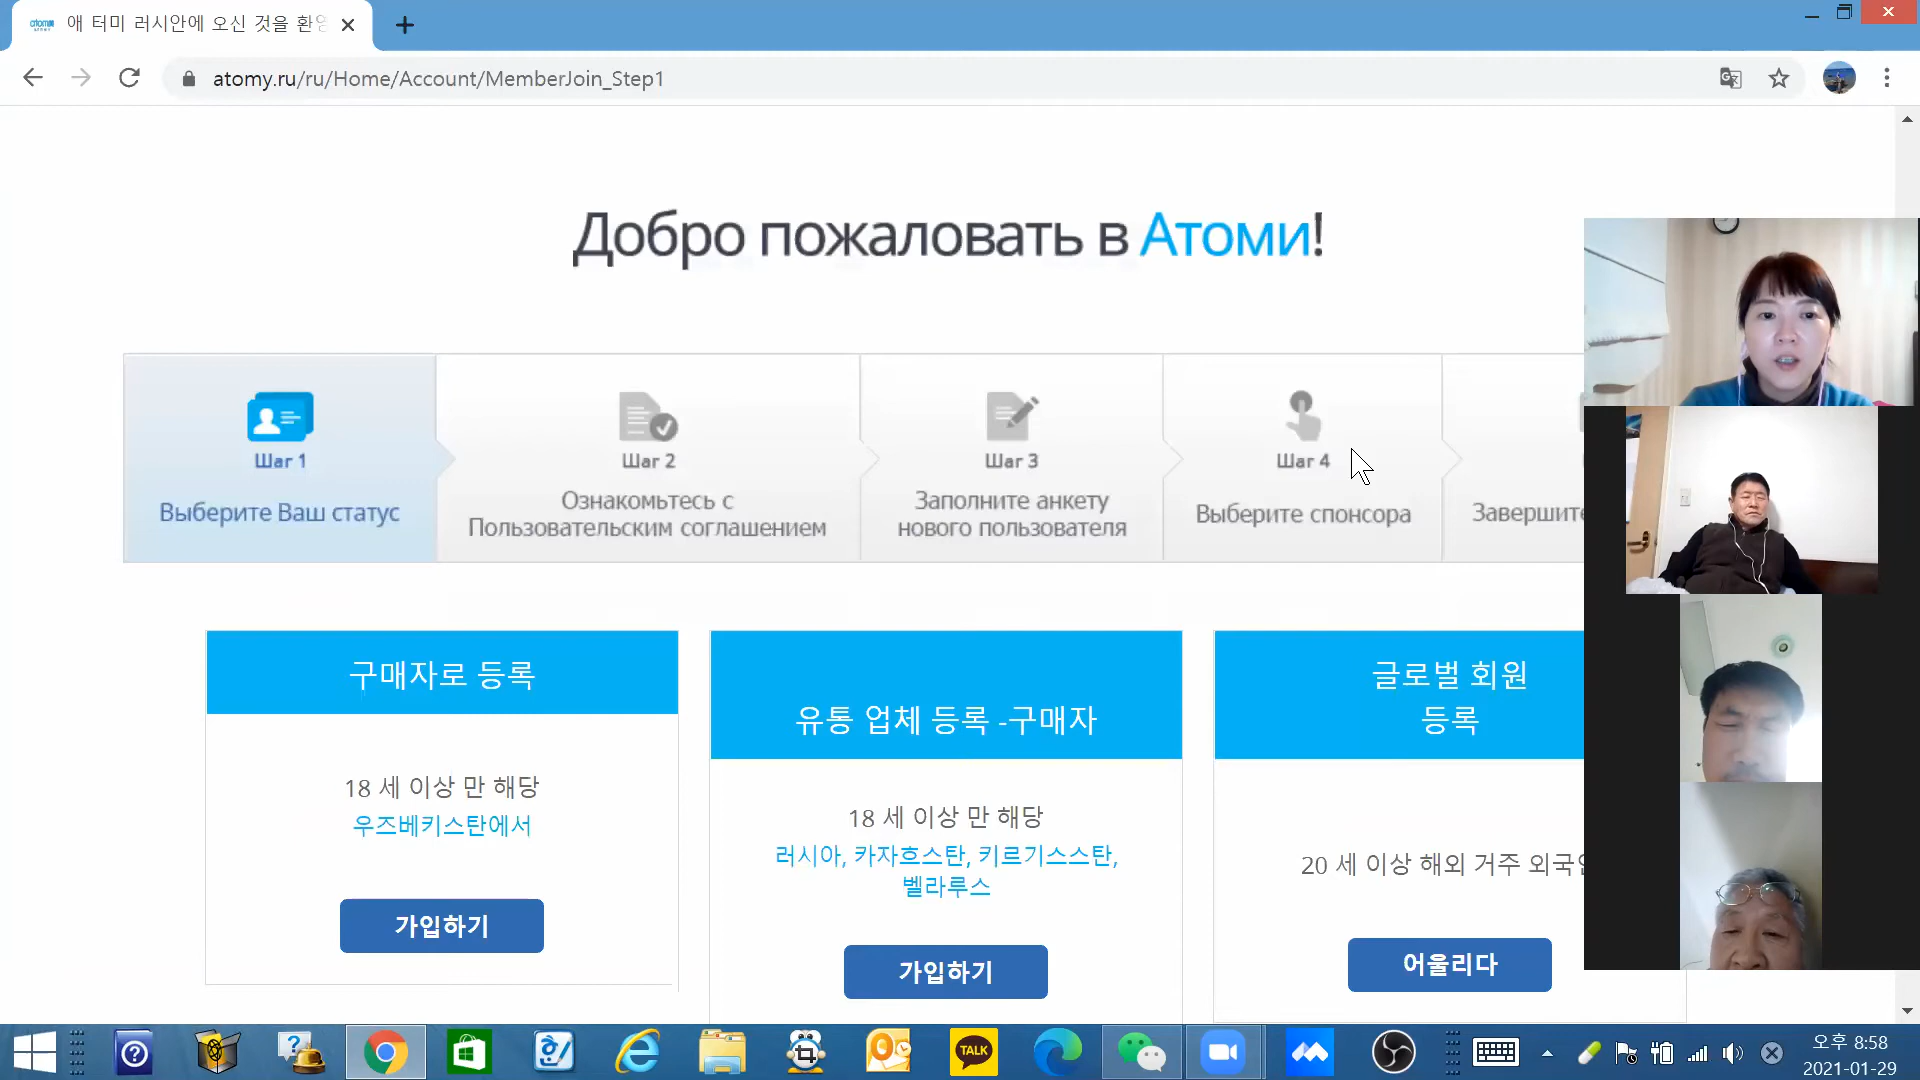 애 터미 러시안에 오신 것을 환영
atomy.ru/ru/Home/Account/MemberJoin_Step1
Добро пожаловать в Атоми!
Шаг 1
Выберите Ваш статус
Шаг 2
Ознакомьтесь с
Пользовательским соглашением
Шаг 3
Заполните анкету
нового пользователя
Шаг 4
Выберите спонсора
Завершите
구매자로 등록
18 세 이상 만 해당
우즈베키스탄에서
가입하기
유통 업체 등록 -구매자
18 세 이상 만 해당
러시아, 카자흐스탄, 키르기스스탄,
벨라루스
가입하기
글로벌 회원
등록
20 세 이상 해외 거주 외국인
어울리다
TALK
오후 8:58
2021-01-29